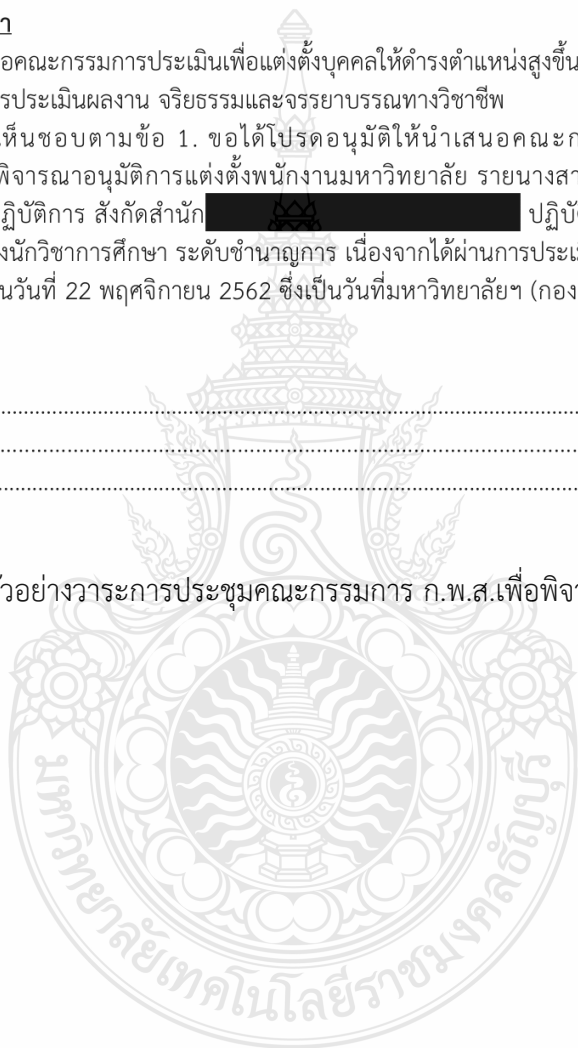 า
อคณะกรรมการประเมินเพื่อแต่งตั้งบุคคลให้ดำรงตำแหน่งสูงขึ้น
รประเมินผลงาน จริยธรรมและจรรยาบรรณทางวิชาชีพ
ห็นชอบตามข้อ 1. ขอได้โปรดอนุมัติให้นำเสนอคณะก
พิจารณาอนุมัติการแต่งตั้งพนักงานมหาวิทยาลัย รายนางสา
ฏิบัติการ สังกัดสำนัก ปฏิบั
งนักวิชาการศึกษา ระดับชำนาญการ เนื่องจากได้ผ่านการประเมิ
นวันที่ 22 พฤศจิกายน 2562 ซึ่งเป็นวันที่มหาวิทยาลัยฯ (กอง
ัวอย่างวาระการประชุมคณะกรรมการ ก.พ.ส.เพื่อพิจา
มหาวิทยาลัยเทคโนโลยีราชมงคลธัญบุรี